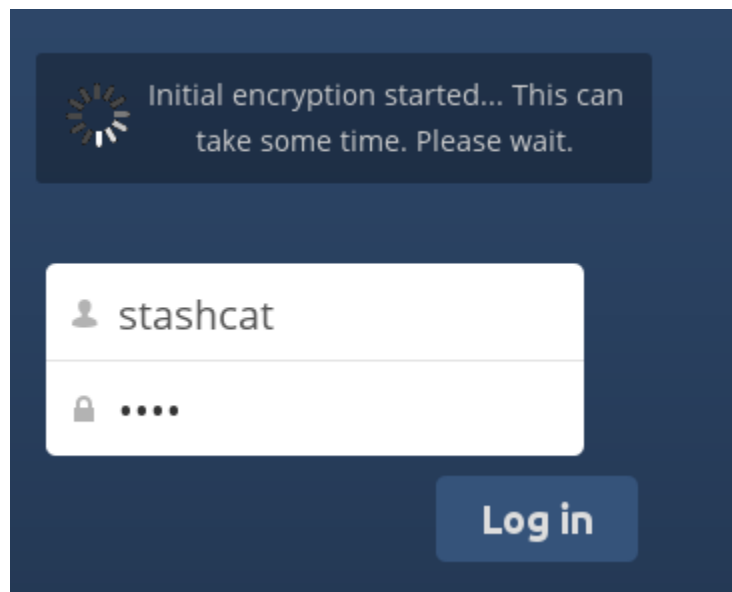 Initial encryption started... This can
take some time. Please wait.
stashcat
••••
Log in